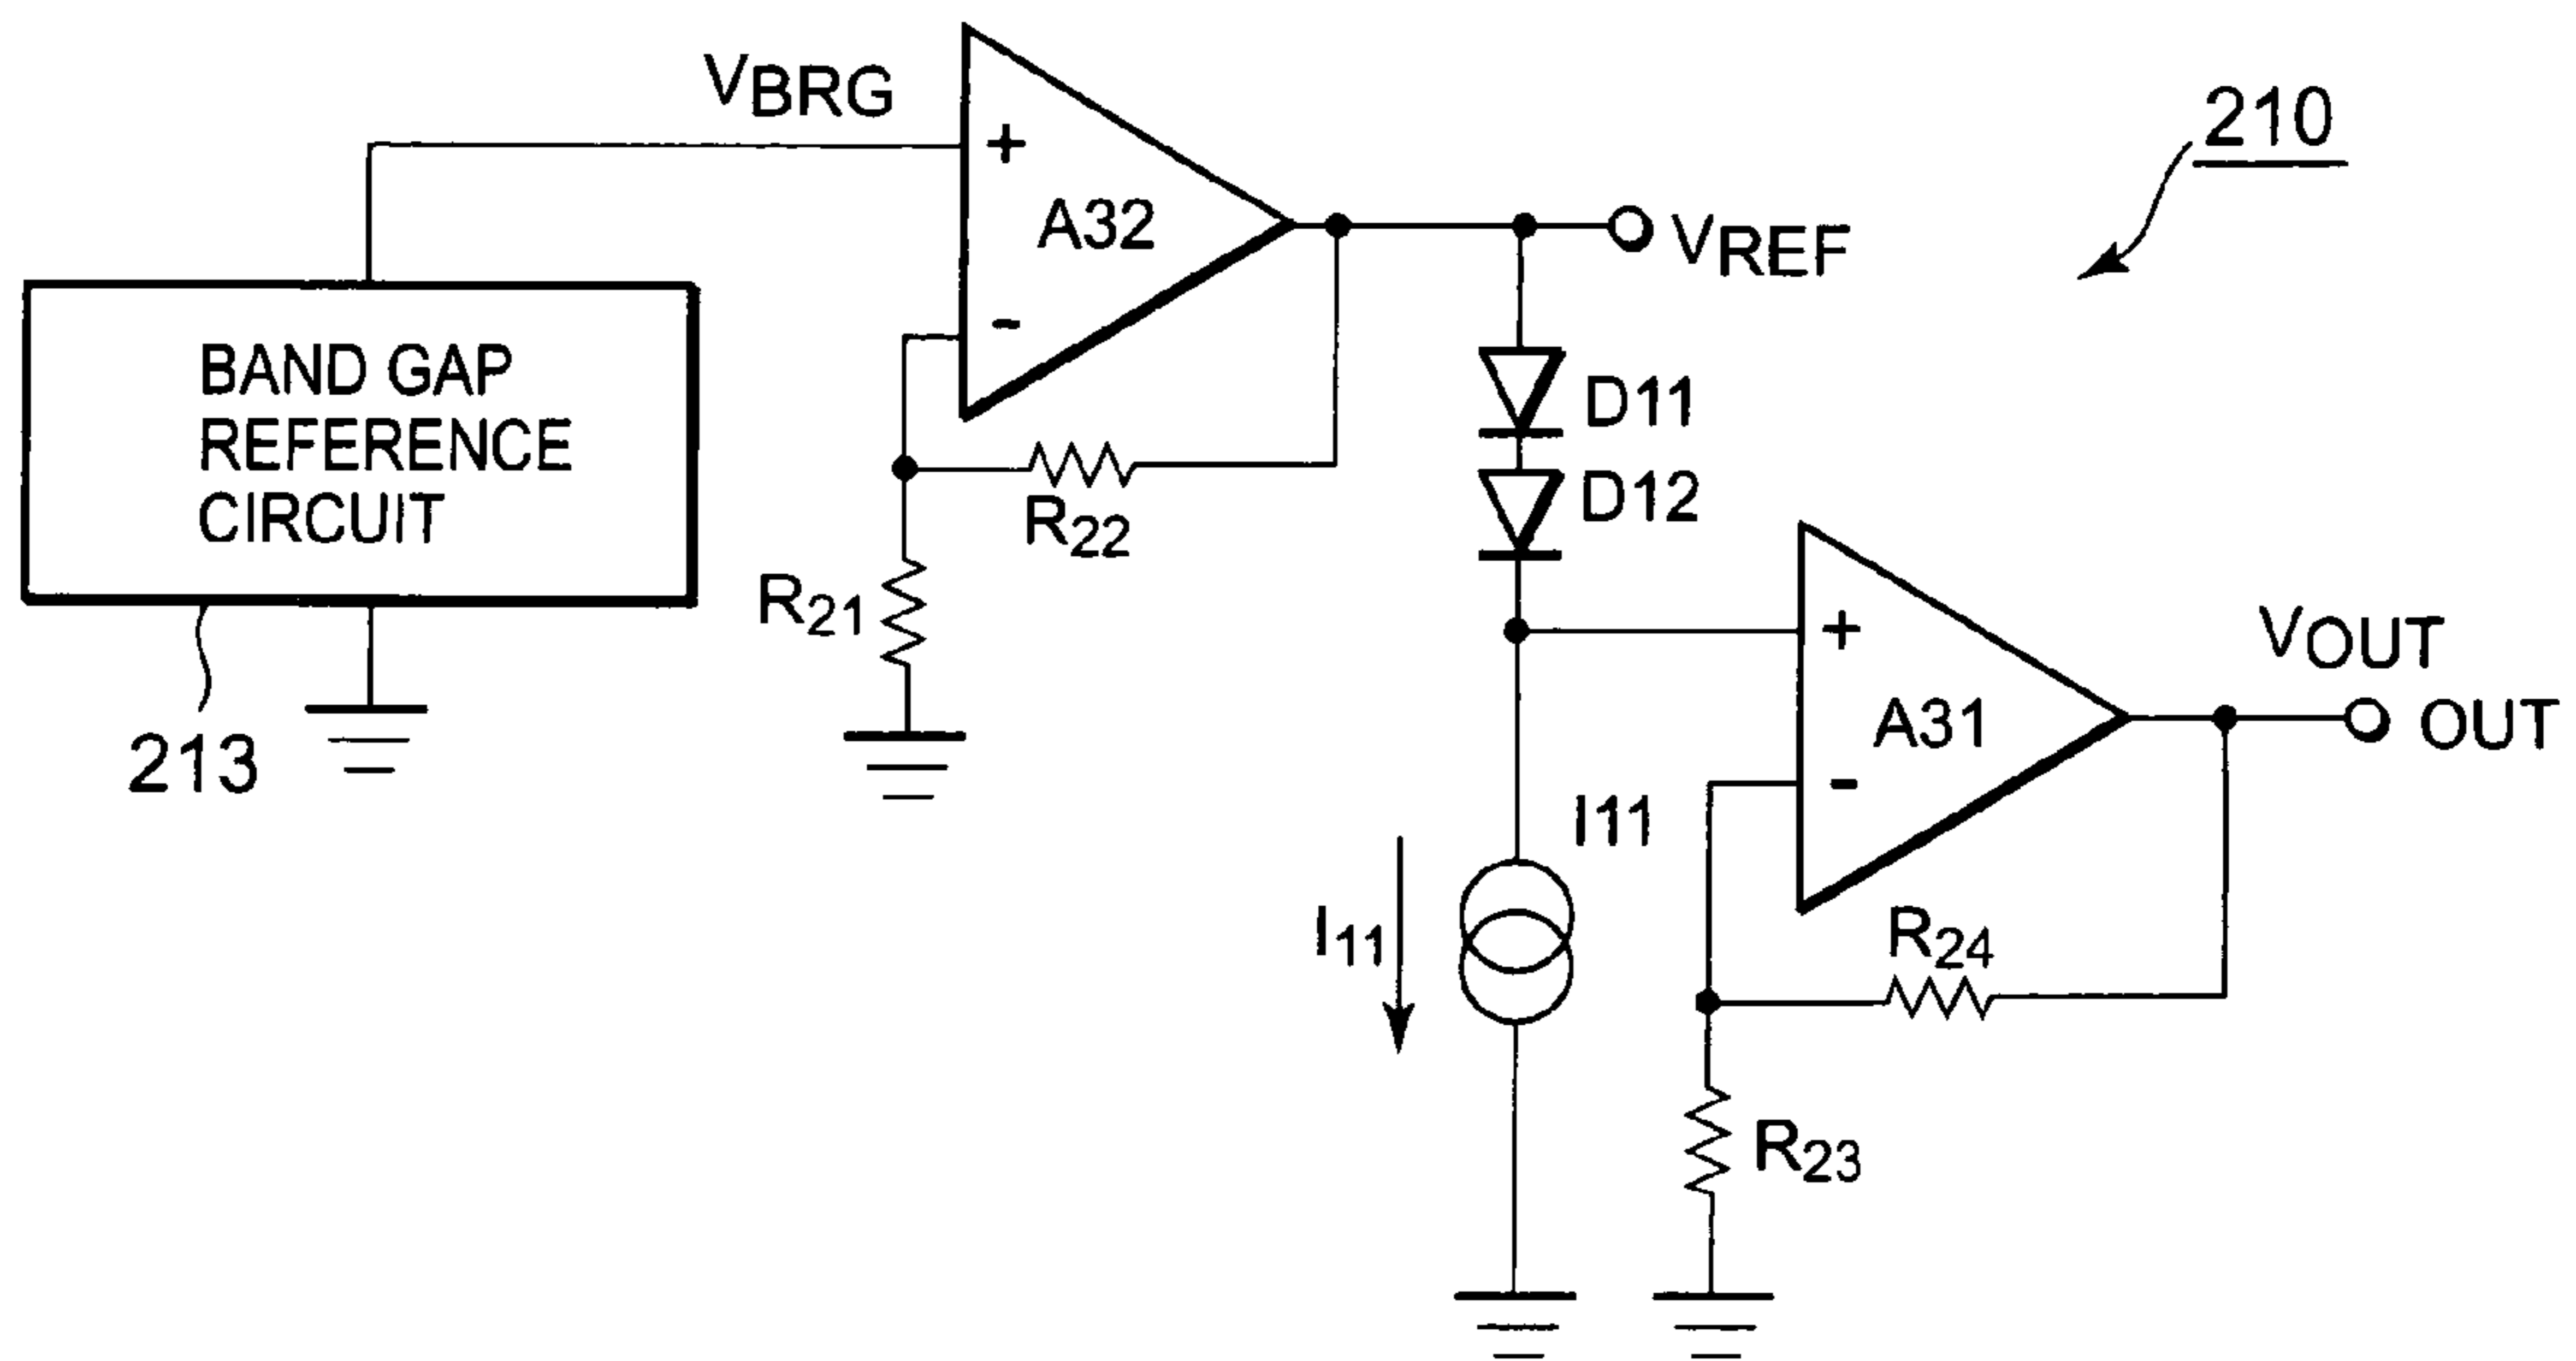 VBRG
+
A32
-
210
VREF
BAND GAP
REFERENCE
CIRCUIT
D11
D12
R22
R21
213
+
A31
-
VOUT
OUT
I11
I11
R24
R23